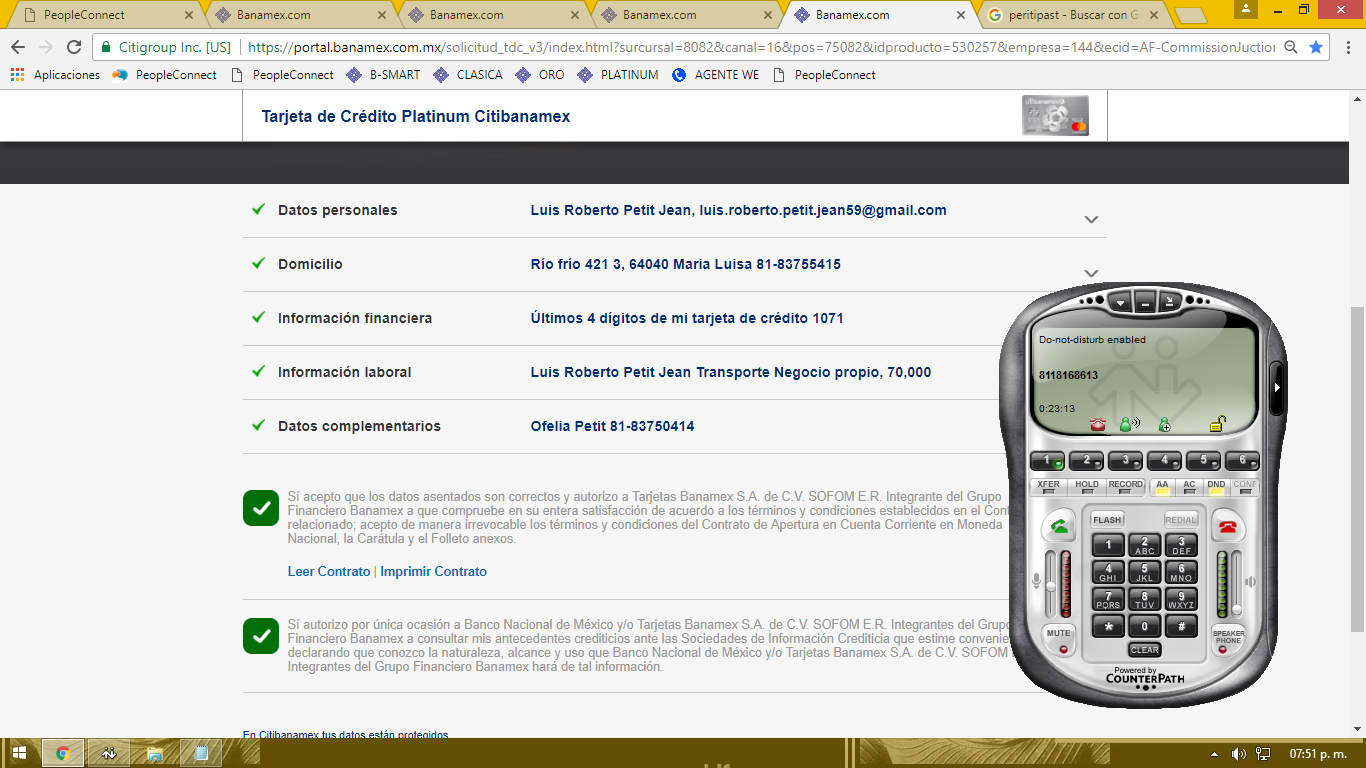 PeopleConnect
Banamex.com
Banamex.com
Banamex.com
Banamex.com
peritipast - Buscar con G
Citigroup Inc. [US]
https://portal.banamex.com.mx/solicitud_tdc_v3/index.html?sursursal=8082&canal=16&pos=75082&idproducto=530257&empresa=144&ecid=AF-CommissionJuction
Aplicaciones
PeopleConnect
PeopleConnect
B-SMART
CLASICA
ORO
PLATINUM
AGENTE WE
PeopleConnect
Tarjeta de Crédito Platinum Citibanamex
Datos personales
Luis Roberto Petit Jean, luis.roberto.petit.jean59@gmail.com
Domicilio
Río frío 421 3, 64040 Maria Luisa 81-83755415
Información financiera
Últimos 4 dígitos de mi tarjeta de crédito 1071
Información laboral
Luis Roberto Petit Jean Transporte Negocio propio, 70,000
Datos complementarios
Ofelia Petit 81-83750414
Sí acepto que los datos asentados son correctos y autorizo a Tarjetas Banamex S.A. de C.V. SOFOM E.R. Integrante del Grupo
Financiero Banamex a que compruebe en su entera satisfacción de acuerdo a los términos y condiciones establecidos en el Cont
relacionado; acepto de manera irrevocable los términos y condiciones del Contrato de Apertura en Cuenta Corriente en Moneda
Nacional, la Carátula y el Folleto anexos.
Leer Contrato | Imprimir Contrato
Sí autorizo por única ocasión a Banco Nacional de México y/o Tarjetas Banamex S.A. de C.V. SOFOM E.R. Integrantes del Grupo
Financiero Banamex a consultar mis antecedentes crediticios ante las Sociedades de Información Crediticia que estime convenie
declarando que conozco la naturaleza, alcance y uso que Banco Nacional de México y/o Tarjetas Banamex S.A. de C.V. SOFOM
Integrantes del Grupo Financiero Banamex hará de tal información.
En Citibanamex tus datos están protegidos
Do-not-disturb enabled
8118168613
0:23:13
1 2 3 4 5 6
XFER HOLD RECORD AA AC DND CONF
FLASH REDIAL
1 2 ABC 3 DEF
4 GHI 5 JKL 6 MNO
7 PQRS 8 TUV 9 WXYZ
* 0 #
MUTE
SPEAKER PHONE
CLEAR
Powered by
COUNTERPATH
07:51 p. m.